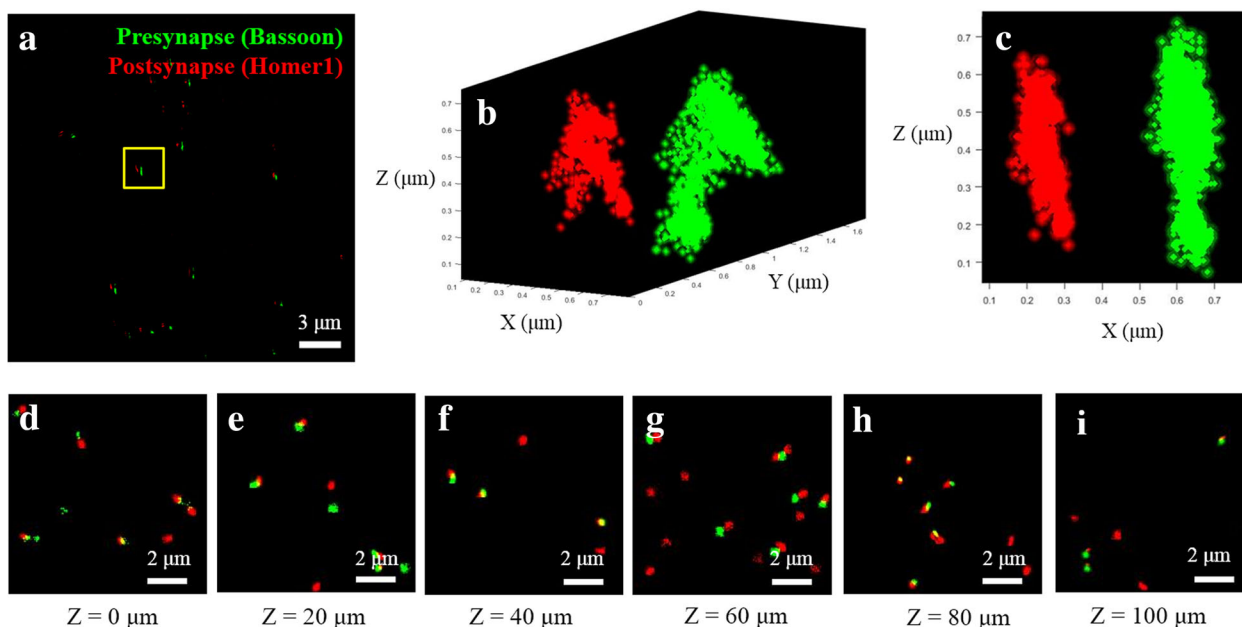 a
Presynapse (Bassoon)
Postsynapse (Homer1)
3 μm
b
Z (μm)
0.7
0.6
0.5
0.4
0.3
0.2
0.1
0.1
0.2
0.3
0.4
0.5
0.6
0.7
X (μm)
0
0.2
0.4
0.6
0.8
1
1.2
1.4
1.6
Y (μm)
c
Z (μm)
0.7
0.6
0.5
0.4
0.3
0.2
0.1
0.1
0.2
0.3
0.4
0.5
0.6
0.7
X (μm)
d
2 μm
Z = 0 μm
e
2 μm
Z = 20 μm
f
2 μm
Z = 40 μm
g
2 μm
Z = 60 μm
h
2 μm
Z = 80 μm
i
2 μm
Z = 100 μm